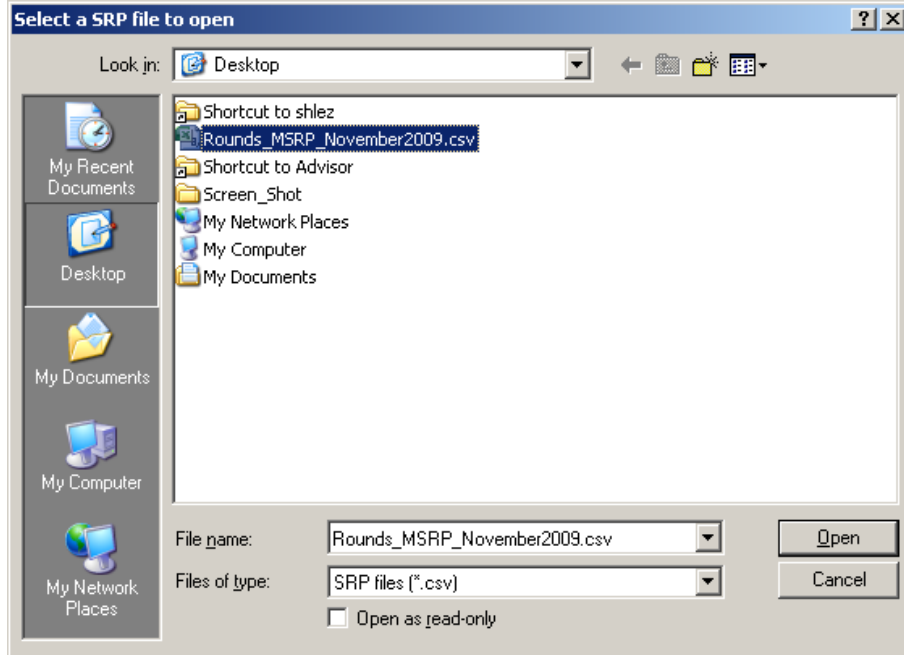 Select a SRP file to open
Look in: Desktop
My Recent
Documents
Desktop
My Documents
My Computer
My Network
Places
Shortcut to shlez
Rounds_MSRP_November2009.csv
Shortcut to Advisor
Screen_Shot
My Network Places
My Computer
My Documents
File name: Rounds_MSRP_November2009.csv Open
Files of type: SRP files (*.csv) Cancel
Open as read-only